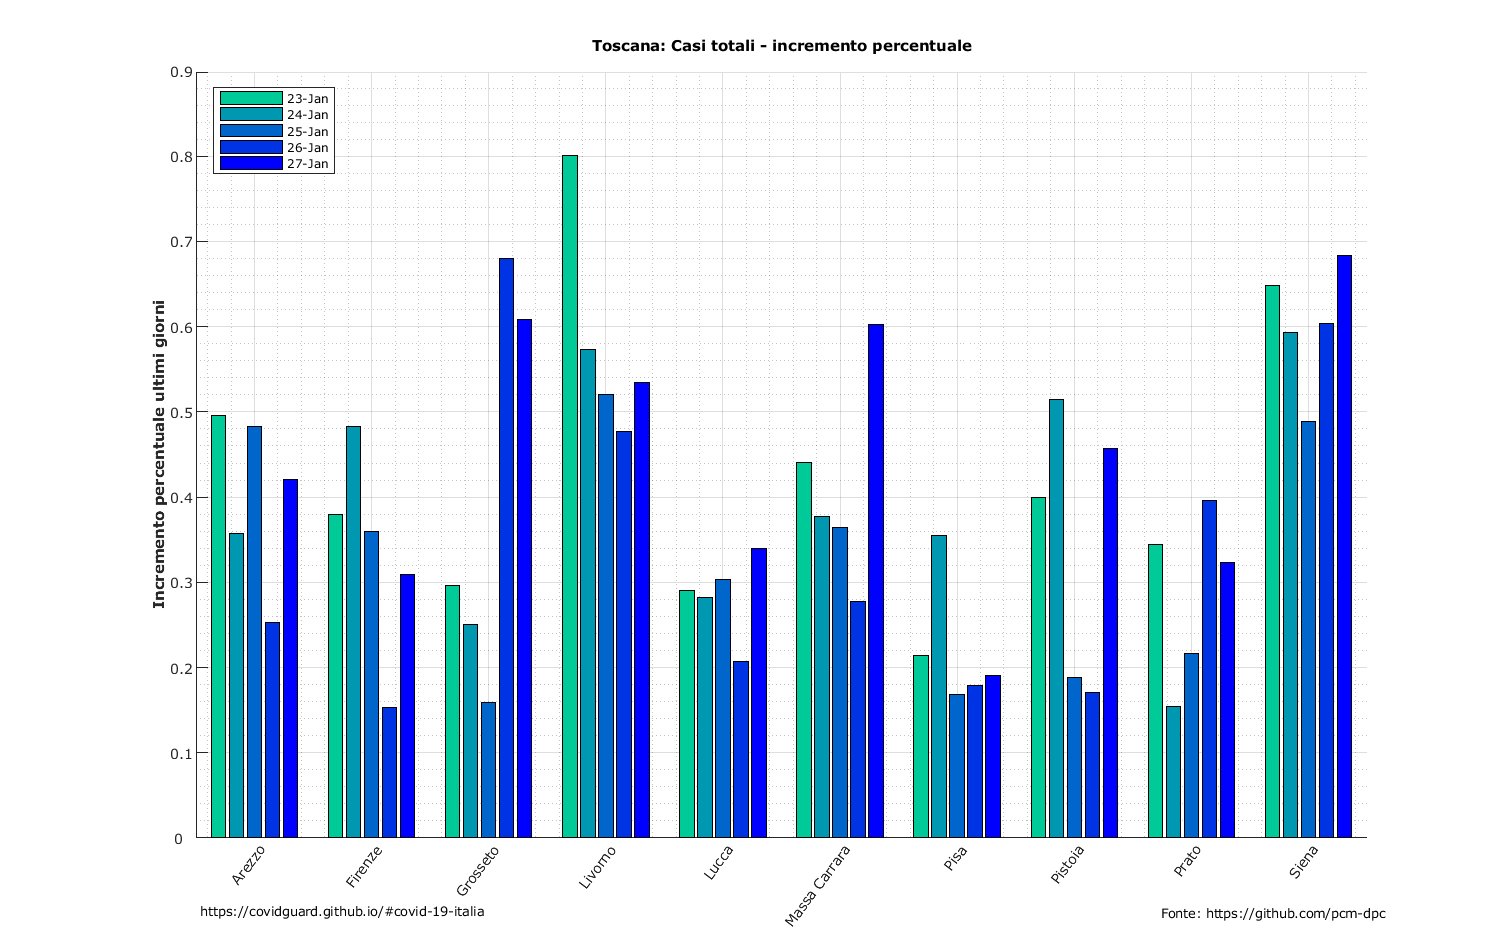 Toscana: Casi totali - incremento percentuale
23-Jan
24-Jan
25-Jan
26-Jan
27-Jan
Incremento percentuale ultimi giorni
0.9
0.8
0.7
0.6
0.5
0.4
0.3
0.2
0.1
0
Arezzo
Firenze
Grosseto
Livorno
Lucca
Massa Carrara
Pisa
Pistoia
Prato
Siena
https://covidguard.github.io/#covid-19-italia
Fonte: https://github.com/pcm-dpc